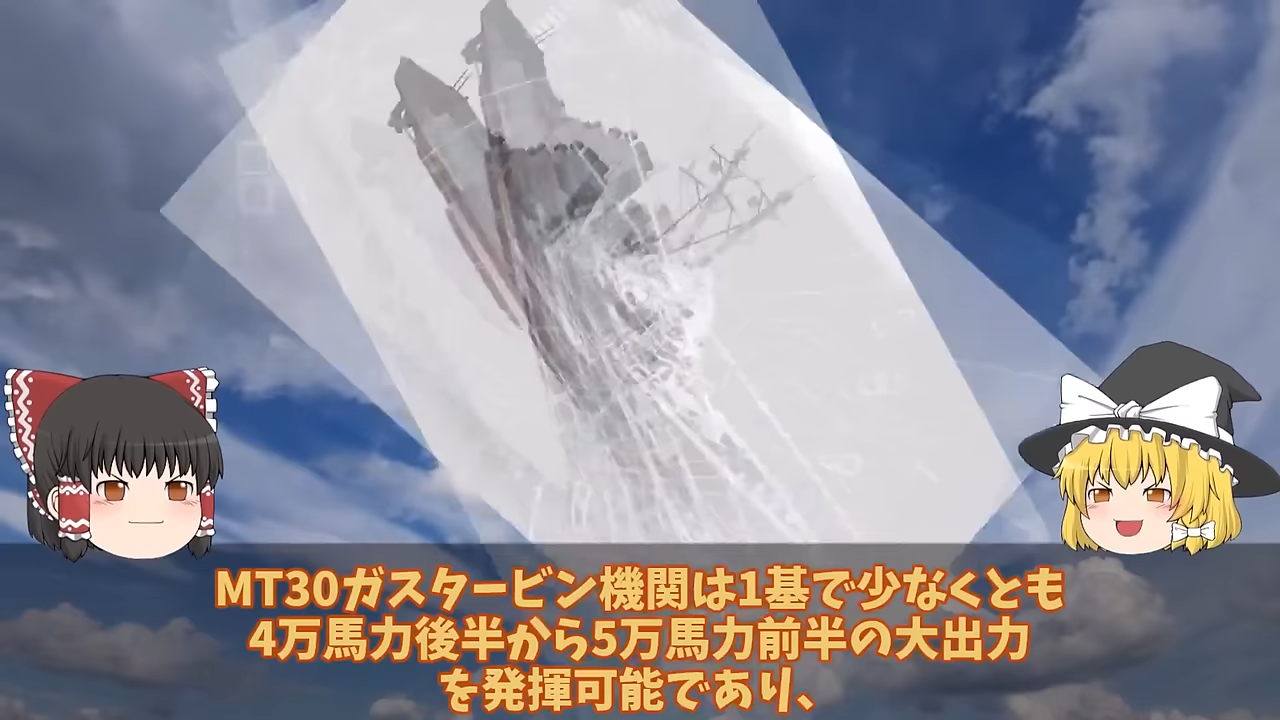 MT30ガスタービン機関は1基で少なくとも
4万馬力後半から5万馬力前半の大出力
を発揮可能であり、